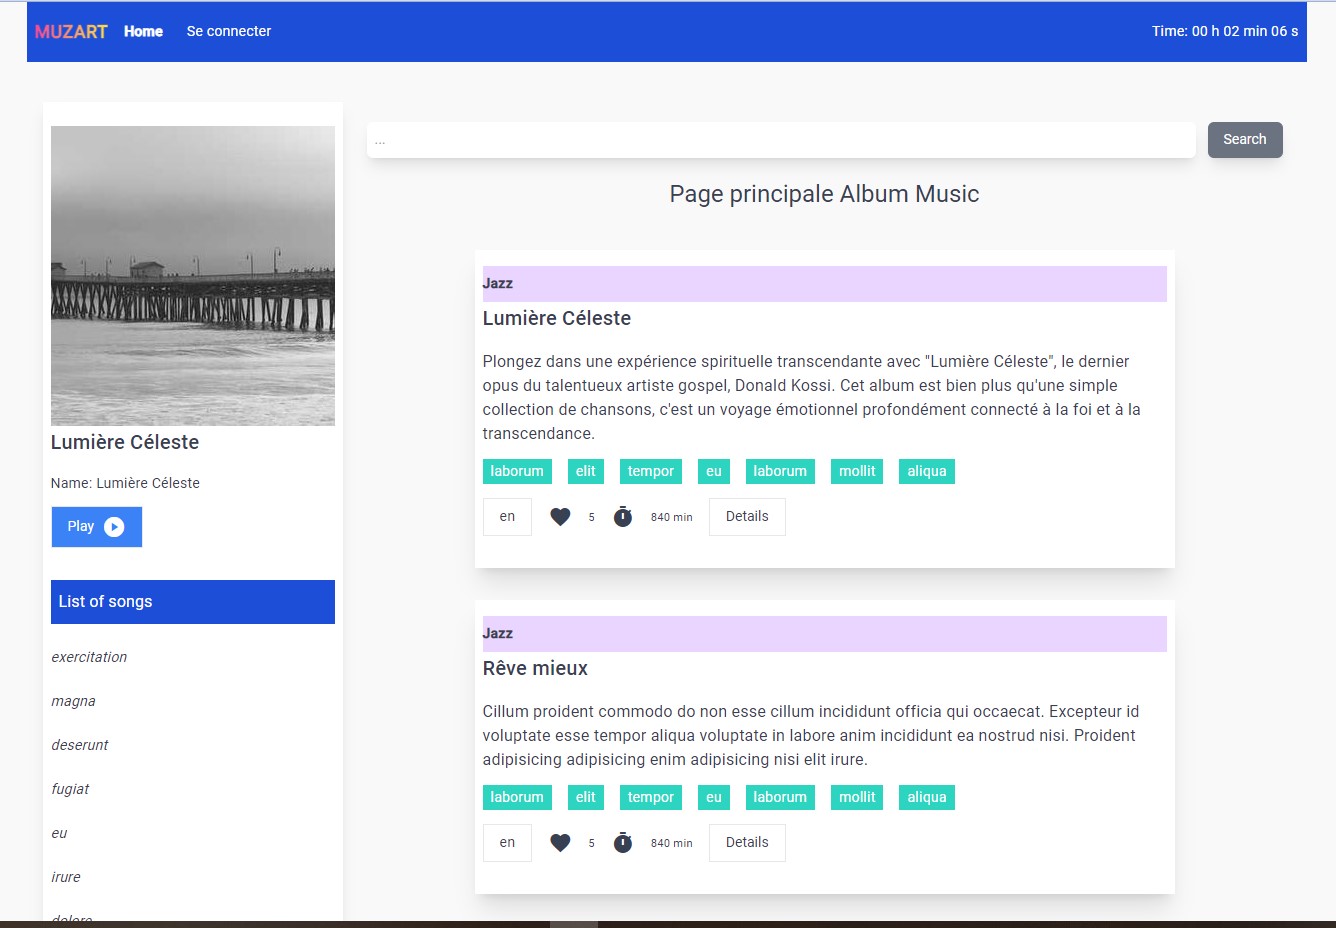 MUZART Home Se connecter Time: 00 h 02 min 06 s
Lumière Céleste
Name: Lumière Céleste
Play
List of songs
exercitation
magna
deserunt
fugiat
eu
irure
dolore
... Search
Page principale Album Music
Jazz
Lumière Céleste
Plongez dans une expérience spirituelle transcendante avec "Lumière Céleste", le dernier
opus du talentueux artiste gospel, Donald Kossi. Cet album est bien plus qu'une simple
collection de chansons, c'est un voyage émotionnel profondément connecté à la foi et à la
transcendance.
laborum elit tempor eu laborum mollit aliqua
en 5 840 min Details
Jazz
Rêve mieux
Cillum proident commodo do non esse cillum incididunt officia qui occaecat. Excepteur id
voluptate esse tempor aliqua voluptate in labore anim incididunt ea nostrud nisi. Proident
adipisicing adipisicing enim adipisicing nisi elit irure.
laborum elit tempor eu laborum mollit aliqua
en 5 840 min Details